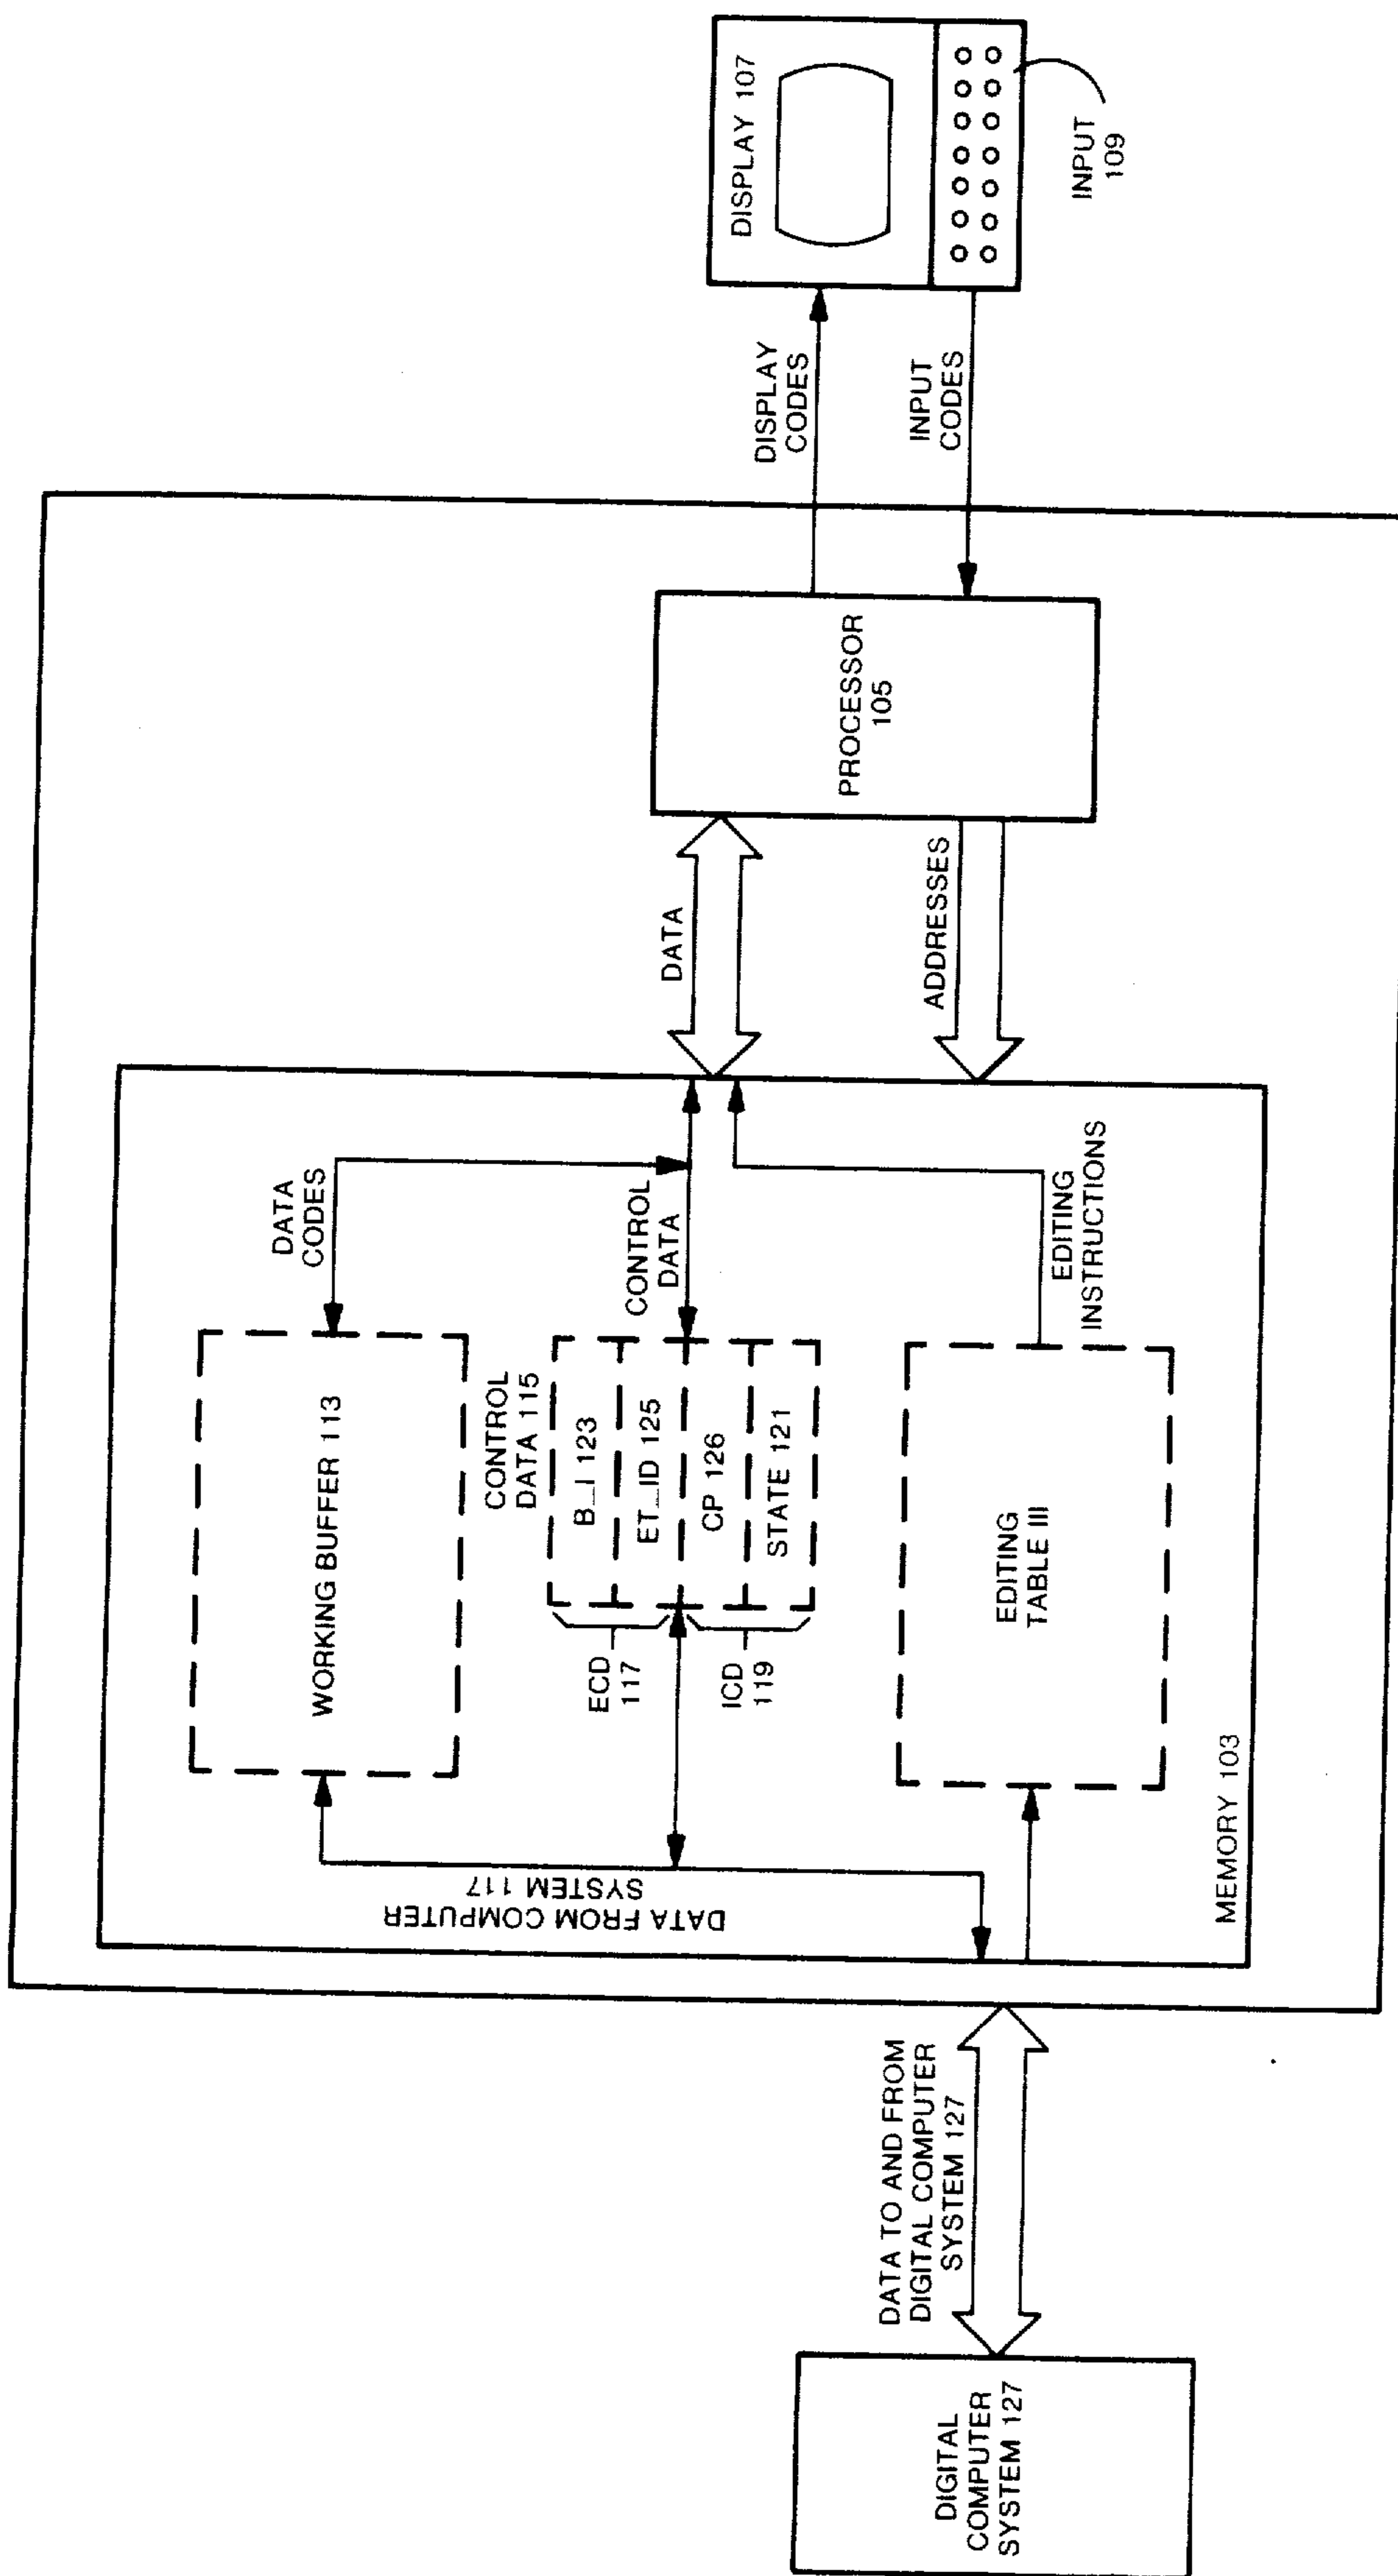 DIGITAL
COMPUTER
SYSTEM 127
DATA TO AND FROM
DIGITAL COMPUTER
SYSTEM 127
DATA FROM COMPUTER
SYSTEM 117
MEMORY 103
WORKING BUFFER 113
DATA
CODES
CONTROL
DATA 115
B_I 123
ET_ID 125
CP 126
STATE 121
ECD
117
ICD
119
CONTROL
DATA
EDITING
TABLE III
EDITING
INSTRUCTIONS
DATA
ADDRESSES
PROCESSOR
105
DISPLAY
CODES
INPUT
CODES
DISPLAY 107
INPUT
109